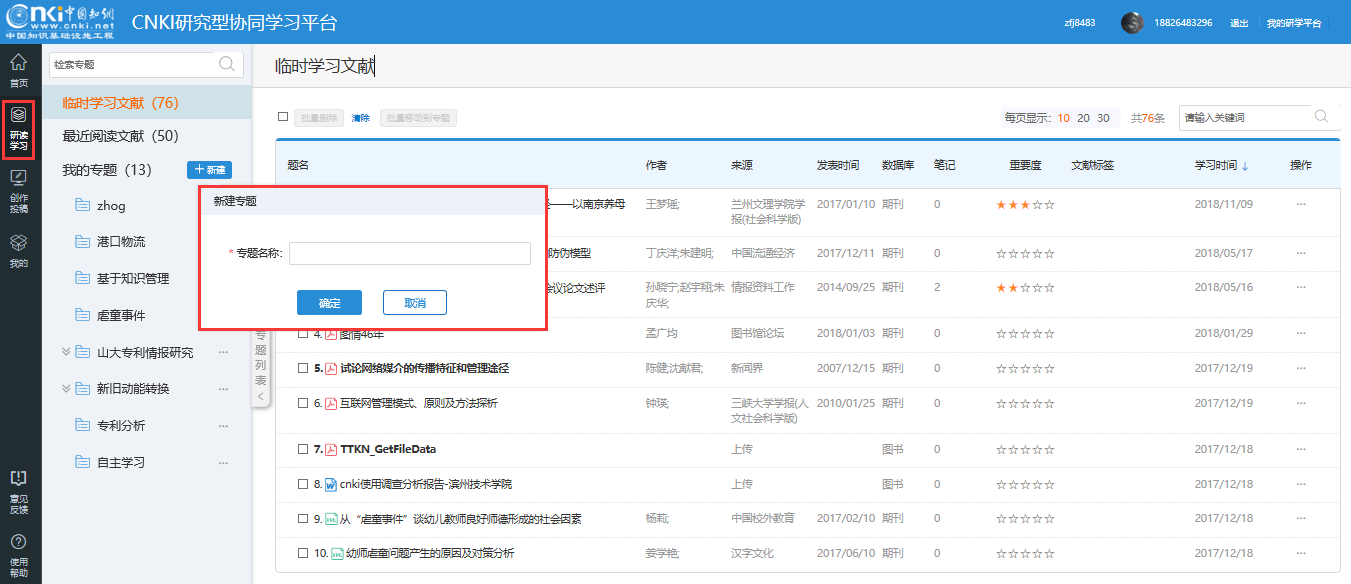 cnki中国知网
www.cnki.net
中国知识基础设施工程
CNKI研究型协同学习平台
zfj8483
18826483296
退出
我的研学平台
首页
研读
学习
创作
投稿
我的
意见
反馈
使用
帮助
检索专题
临时学习文献（76）
最近阅读文献（50）
我的专题（13）
新建
zhog
港口物流
基于知识管理
虐童事件
山大专利情报研究
···
新旧动能转换
···
专利分析
···
自主学习
···
专
题
列
表
<
临时学习文献
批量删除 清除 批量移动到专题
每页显示: 10 20 30 共76条 请输入关键词
题名 作者 来源 发表时间 数据库 笔记 重要度 文献标签 学习时间↓ 操作
新建专题
* 专题名称:
确定 取消
——以南京养母 王梦瑶; 兰州文理学院学 2017/01/10 期刊 0 ★★★☆☆ 2018/11/09 ···
报(社会科学版)
防伪模型 丁庆洋;朱建明; 中国流通经济 2017/12/11 期刊 0 ☆☆☆☆☆ 2018/05/17 ···
会议论文述评 孙晓宁;赵宇翔;朱 情报资料工作 2014/09/25 期刊 2 ★★☆☆☆ 2018/05/16 ···
庆华;
4. 图情46年 孟广均 图书馆论坛 2018/01/03 期刊 0 ☆☆☆☆☆ 2018/01/29 ···
5. 试论网络媒介的传播特征和管理途径 陈健;沈献君; 新闻界 2007/12/15 期刊 0 ☆☆☆☆☆ 2017/12/19 ···
6. 互联网管理模式、原则及方法探析 钟瑛; 三峡大学学报(人 2010/01/25 期刊 0 ☆☆☆☆☆ 2017/12/19 ···
文社会科学版)
7. TTKN_GetFileData 上传 图书 0 ☆☆☆☆☆ 2017/12/18 ···
8. cnki使用调查分析报告-滨州技术学院 上传 图书 0 ☆☆☆☆☆ 2017/12/18 ···
9. 从“虐童事件”谈幼儿教师良好师德形成的社会因素 杨莉; 中国校外教育 2017/02/10 期刊 0 ☆☆☆☆☆ 2017/12/18 ···
10. 幼师虐童问题产生的原因及对策分析 姜学艳; 汉字文化 2017/06/10 期刊 0 ☆☆☆☆☆ 2017/12/18 ···